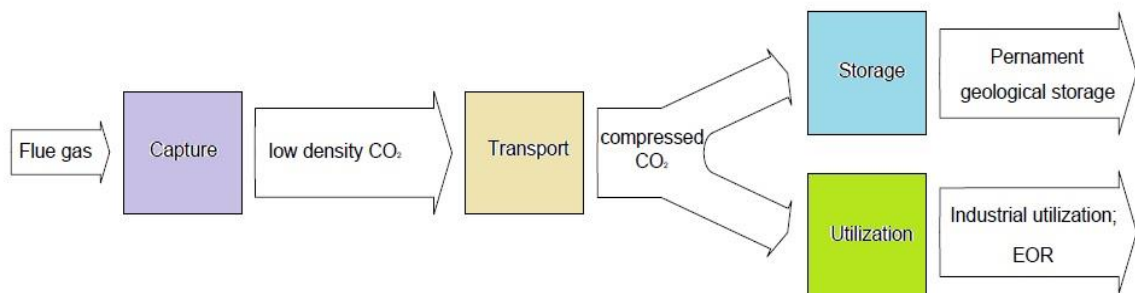 Flue gas
Capture
low density CO₂
Transport
compressed
CO₂
Storage
Pernament
geological storage
Utilization
Industrial utilization;
EOR